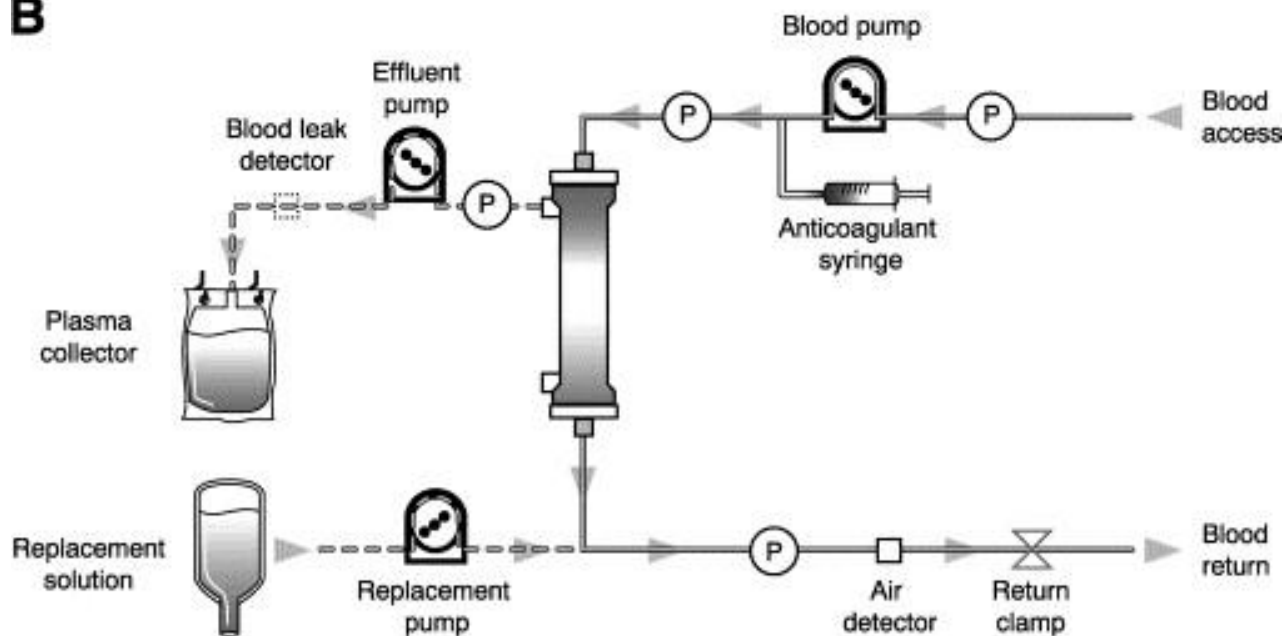 B
Blood pump
Effluent
pump
P
P
Blood
access
Blood leak
detector
P
Anticoagulant
syringe
Plasma
collector
Replacement
solution
Replacement
pump
P
Air
detector
Return
clamp
Blood
return